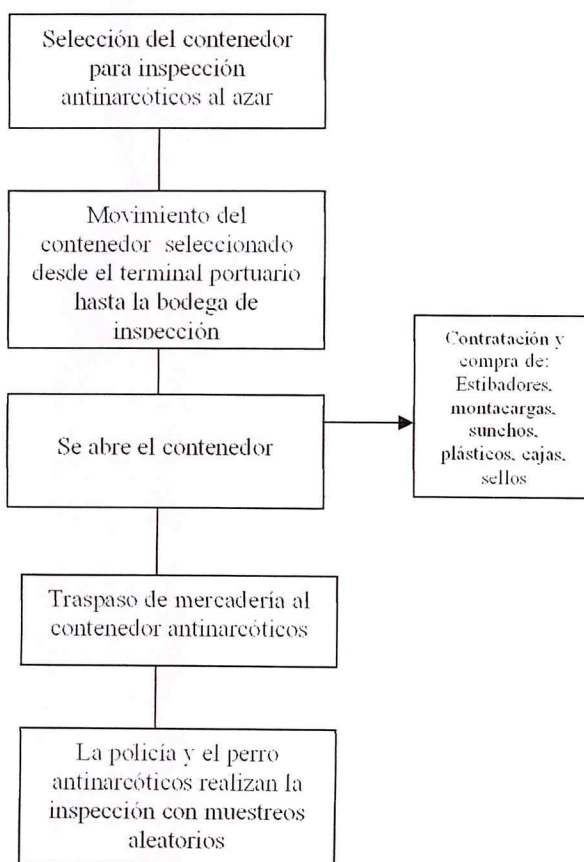 Selección del contenedor
para inspección
antinarcóticos al azar
Movimiento del
contenedor seleccionado
desde el terminal portuario
hasta la bodega de
inspección
Contratación y
compra de:
Estibadores,
montacargas,
sunchos,
plásticos, cajas,
sellos
Se abre el contenedor
Traspaso de mercadería al
contenedor antinarcóticos
La policía y el perro
antinarcóticos realizan la
inspección con muestreos
aleatorios